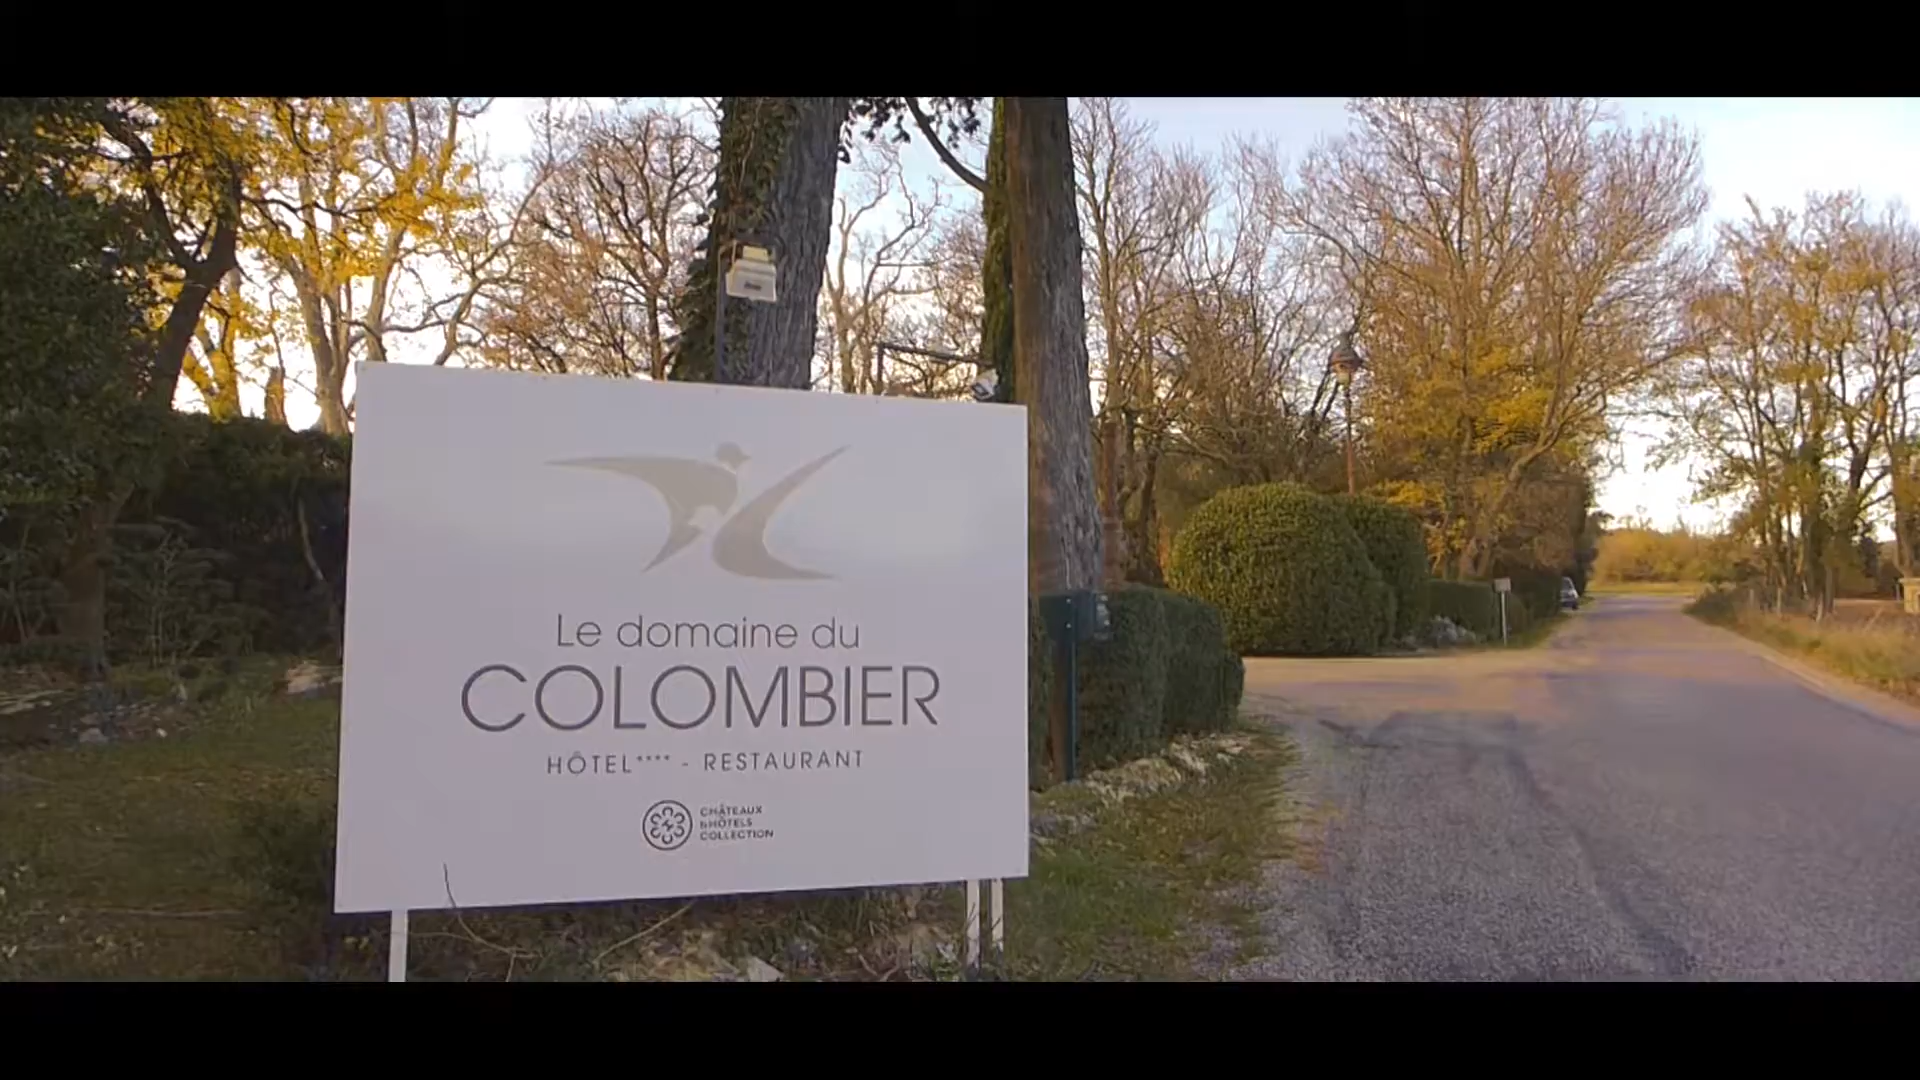 Le domaine du
COLOMBIER
HÔTEL**** - RESTAURANT
CHÂTEAUX
&HÔTELS
COLLECTION